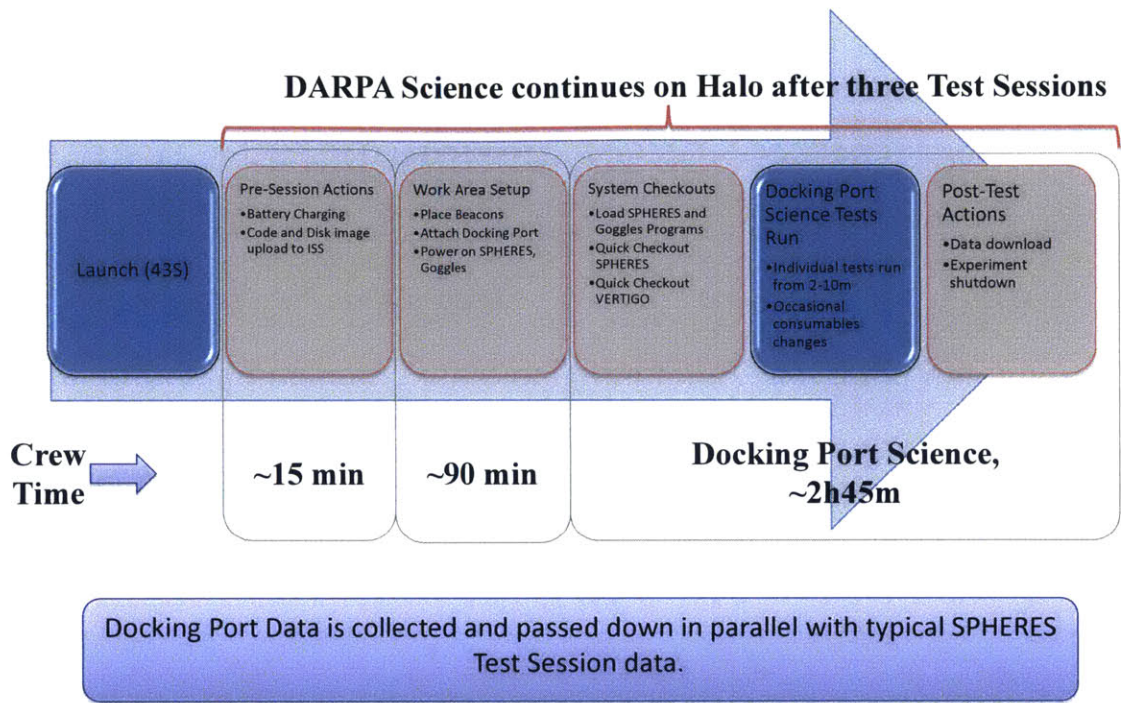 DARPA Science continues on Halo after three Test Sessions
Launch (43S)
Pre-Session Actions
•Battery Charging
•Code and Disk image
upload to ISS
Work Area Setup
•Place Beacons
•Attach Docking Port
•Power on SPHERES,
Goggles
System Checkouts
•Load SPHERES and
Goggles Programs
•Quick Checkout
SPHERES
•Quick Checkout
VERTIGO
Docking Port
Science Tests
Run
•Individual tests run
from 2-10m
•Occasional
consumables
changes
Post-Test
Actions
•Data download
•Experiment
shutdown
Crew
Time
~15 min
~90 min
Docking Port Science,
~2h45m
Docking Port Data is collected and passed down in parallel with typical SPHERES
Test Session data.